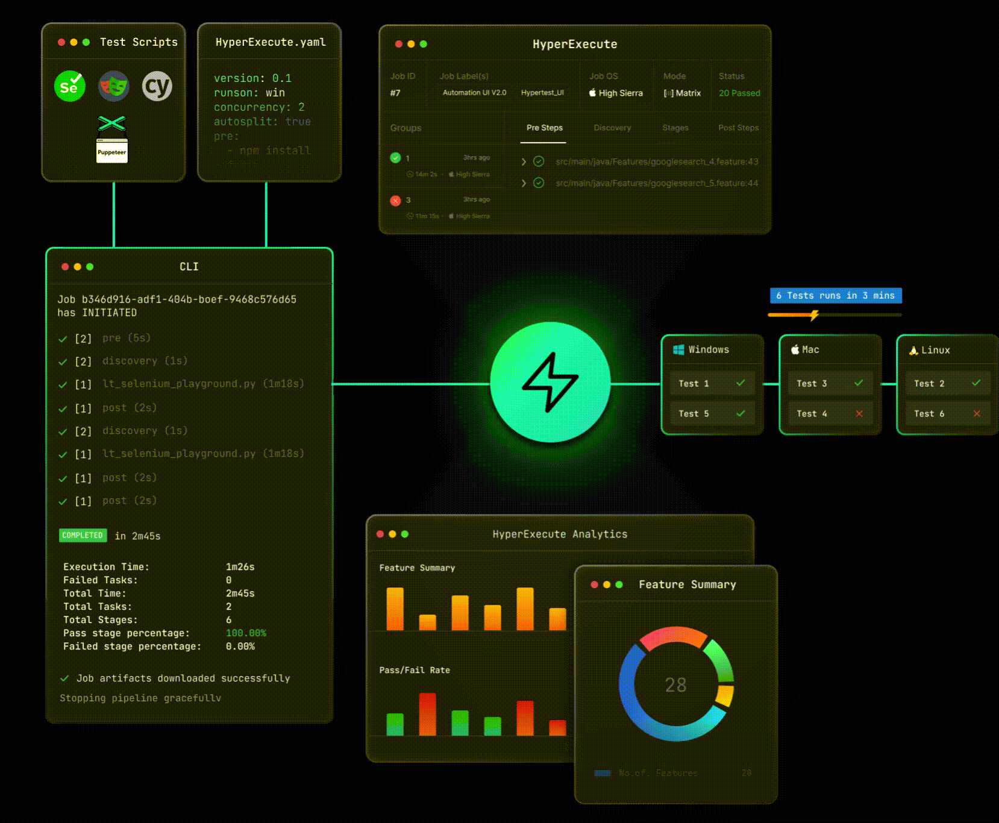 Test Scripts
Se
cy
Puppeteer
HyperExecute.yaml
version: 0.1
runson: win
concurrency: 2
autosplit: true
pre:
- npm install
HyperExecute
Job ID Job Label(s) Job OS Mode Status
#7 Automation UI V2.0 Hypertest_UI High Sierra Matrix 20 Passed
Groups
Pre Steps Discovery Stages Post Steps
1 3hrs ago
14m 2s - High Sierra
3 3hrs ago
11m 15s - High Sierra
src/main/java/Features/googlesearch_4.feature:43
src/main/java/Features/googlesearch_5.feature:44
CLI
Job b346d916-adf1-404b-boef-9468c576d65
has INITIATED
[2] pre (5s)
[2] discovery (1s)
[1] lt_selenium_playground.py (1m18s)
[1] post (2s)
[2] discovery (1s)
[1] lt_selenium_playground.py (1m18s)
[1] post (2s)
[1] post (2s)
COMPLETED in 2m45s
Execution Time: 1m26s
Failed Tasks: 0
Total Time: 2m45s
Total Tasks: 2
Total Stages: 6
Pass stage percentage: 100.00%
Failed stage percentage: 0.00%
Job artifacts downloaded successfully
Stopping pipeline gracefully
6 Tests runs in 3 mins
Windows
Test 1
Test 5
Mac
Test 3
Test 4
Linux
Test 2
Test 6
HyperExecute Analytics
Feature Summary
Pass/Fail Rate
Feature Summary
28
No.of. Features 28